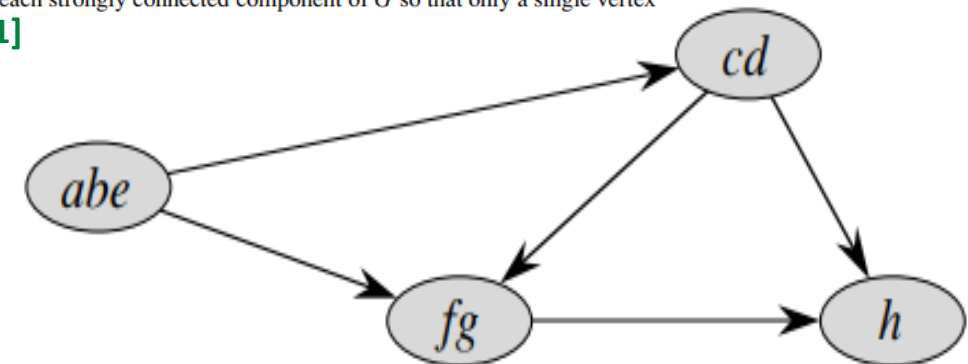 each strongly connected component of G so that only a single vertex
1]
cd
abe
fg
h